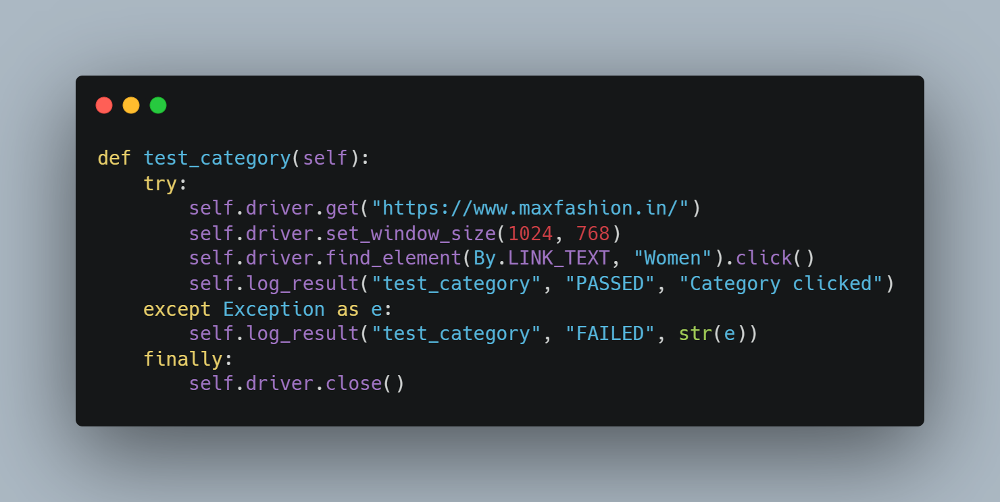 def test_category(self):
    try:
        self.driver.get("https://www.maxfashion.in/")
        self.driver.set_window_size(1024, 768)
        self.driver.find_element(By.LINK_TEXT, "Women").click()
        self.log_result("test_category", "PASSED", "Category clicked")
    except Exception as e:
        self.log_result("test_category", "FAILED", str(e))
    finally:
        self.driver.close()